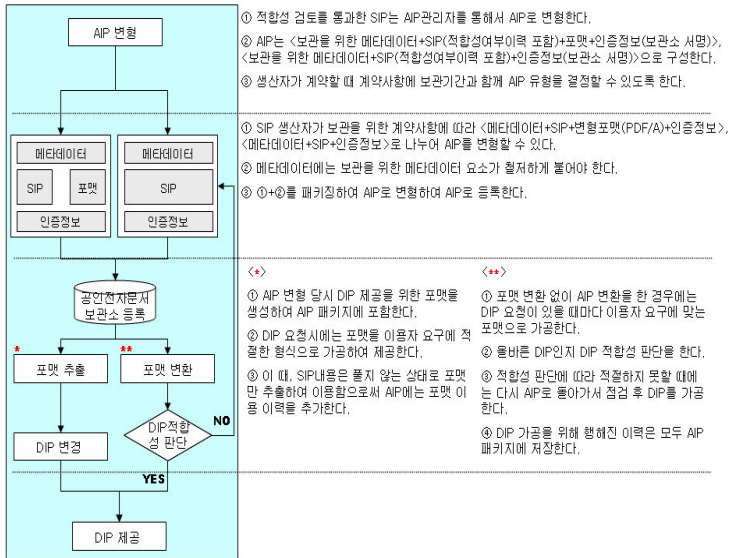 AIP 변형
① 적합성 검토를 통과한 SIP는 AIP관리자를 통해서 AIP로 변형한다.
② AIP는 <보관을 위한 메타데이터+SIP(적합성여부이력 포함)+포맷+인증정보(보관소 서명)>,
<보관을 위한 메타데이터+SIP(적합성여부이력 포함)+인증정보(보관소 서명)>으로 구성한다.
③ 생산자가 계약할 때 계약사항에 보관기간과 함께 AIP 유형을 결정할 수 있도록 한다.
메타데이터
SIP
포맷
인증정보
메타데이터
SIP
인증정보
① SIP 생산자가 보관을 위한 계약사항에 따라 <메타데이터+SIP+변형포맷(PDF/A)+인증정보>,
<메타데이터+SIP+인증정보>로 나누어 AIP를 변형할 수 있다.
② 메타데이터에는 보관을 위한 메타데이터 요소가 철저하게 붙어야 한다.
③ ①+②를 패키징하여 AIP로 변형하여 AIP로 등록한다.
공인전자문서
보관소 등록
*
포맷 추출
**
포맷 변환
DIP 변경
DIP적합
성 판단
NO
YES
DIP 제공
<*>
① AIP 변형 당시 DIP 제공을 위한 포맷을
생성하여 AIP 패키지에 포함한다.
② DIP 요청시에는 포맷을 이용자 요구에 적
절한 형식으로 가공하여 제공한다.
③ 이 때, SIP내용은 풀지 않는 상태로 포맷
만 추출하여 이용함으로써 AIP에는 포맷 이
용 이력을 추가한다.
<**>
① 포맷 변환 없이 AIP 변환을 한 경우에는
DIP 요청이 있을 때마다 이용자 요구에 맞는
포맷으로 가공한다.
② 올바른 DIP인지 DIP 적합성 판단을 한다.
③ 적합성 판단에 따라 적절하지 못할 때에
는 다시 AIP로 돌아가서 점검 후 DIP를 가공
한다.
④ DIP 가공을 위해 행해진 이력은 모두 AIP
패키지에 저장한다.